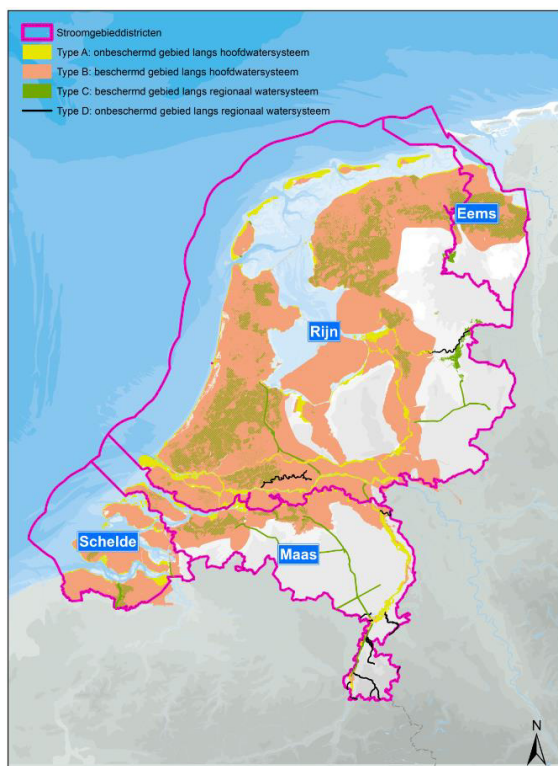 Stroomgebieddistricten
Type A: onbeschermd gebied langs hoofdwatersysteem
Type B: beschermd gebied langs hoofdwatersysteem
Type C: beschermd gebied langs regionaal watersysteem
Type D: onbeschermd gebied langs regionaal watersysteem
Eems
Rijn
Schelde
Maas
N